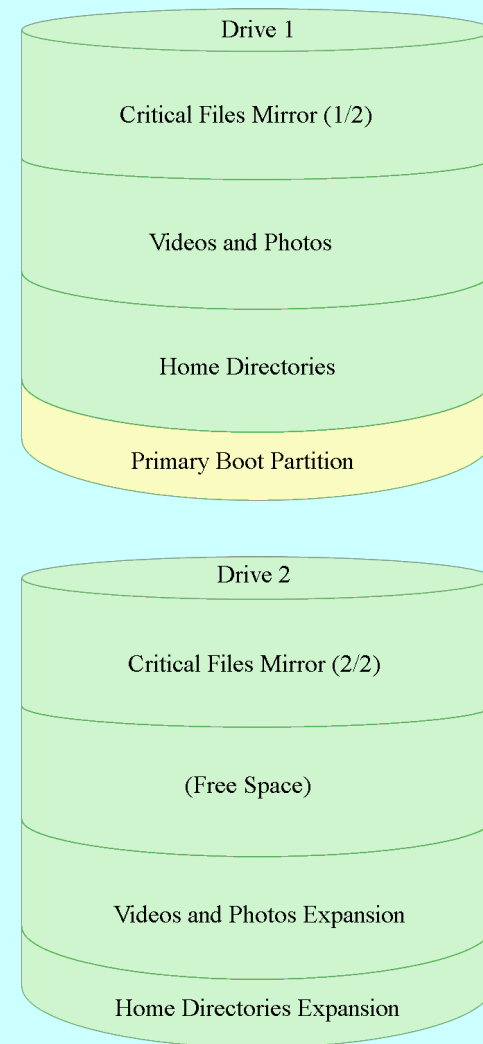 Drive 1
Critical Files Mirror (1/2)
Videos and Photos
Home Directories
Primary Boot Partition
Drive 2
Critical Files Mirror (2/2)
(Free Space)
Videos and Photos Expansion
Home Directories Expansion